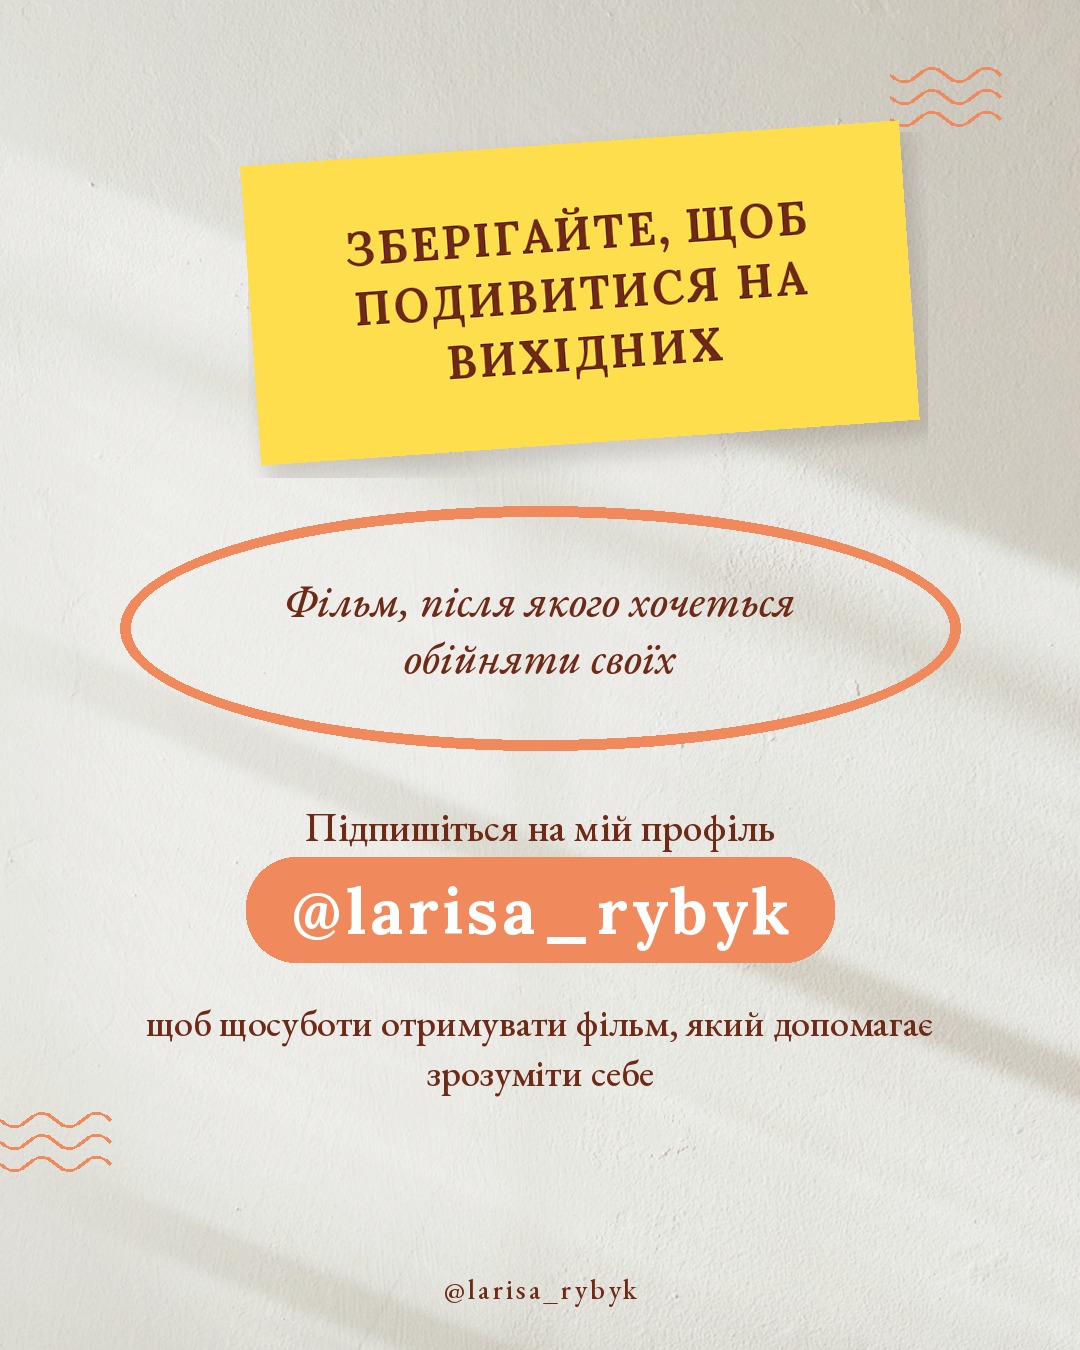 ЗБЕРІГАЙТЕ, ЩОБ
ПОДИВИТИСЯ НА
ВИХІДНИХ
Фільм, після якого хочеться
обійняти своїх
Підпишіться на мій профіль
@larisa_rybyk
щоб щосуботи отримувати фільм, який допомагає
зрозуміти себе
@larisa_rybyk